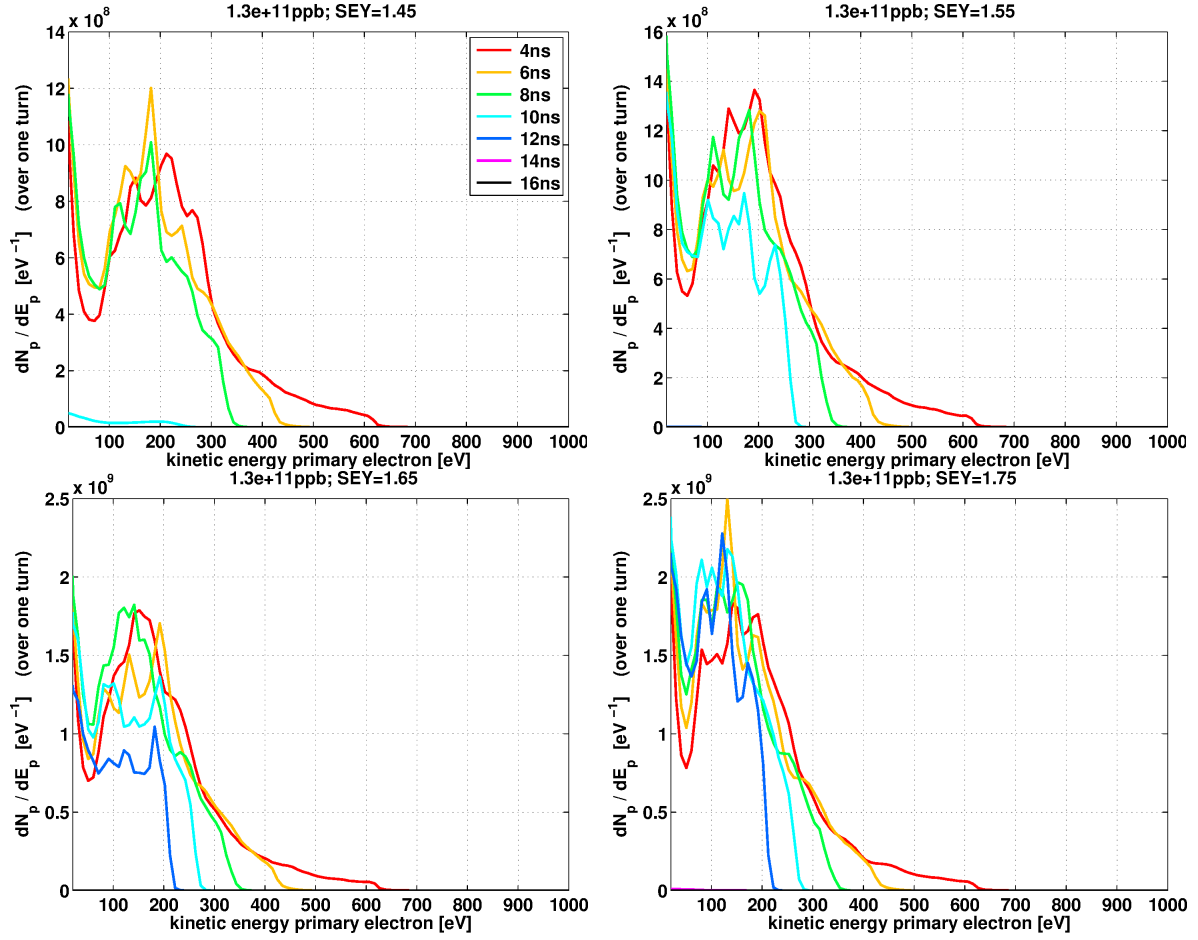 1.3e+11ppb; SEY=1.45
x 10^8
14
12
10
8
6
4
2
0
dN_p / dE_p [eV^-1] (over one turn)
4ns
6ns
8ns
10ns
12ns
14ns
16ns
100 200 300 400 500 600 700 800 900 1000
kinetic energy primary electron [eV]
1.3e+11ppb; SEY=1.55
x 10^8
16
14
12
10
8
6
4
2
0
dN_p / dE_p [eV^-1] (over one turn)
100 200 300 400 500 600 700 800 900 1000
kinetic energy primary electron [eV]
1.3e+11ppb; SEY=1.65
x 10^9
2.5
2
1.5
1
0.5
0
dN_p / dE_p [eV^-1] (over one turn)
100 200 300 400 500 600 700 800 900 1000
kinetic energy primary electron [eV]
1.3e+11ppb; SEY=1.75
x 10^9
2.5
2
1.5
1
0.5
0
dN_p / dE_p [eV^-1] (over one turn)
100 200 300 400 500 600 700 800 900 1000
kinetic energy primary electron [eV]